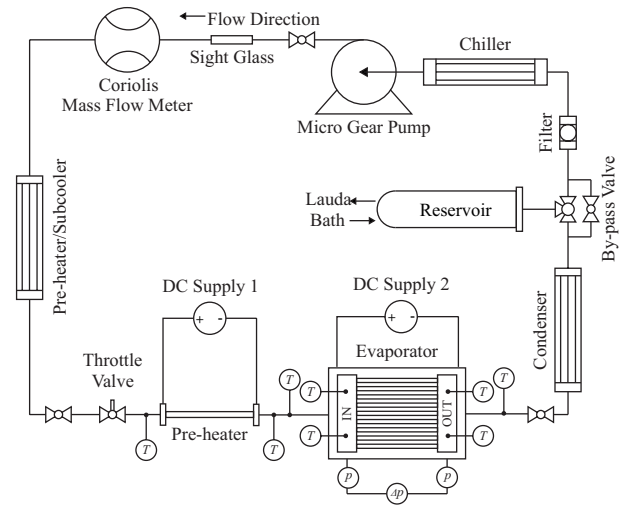 Flow Direction
Chiller
Sight Glass
Coriolis
Mass Flow Meter
Micro Gear Pump
Filter
By-pass Valve
Lauda
Bath
Reservoir
Pre-heater/Subcooler
DC Supply 1
DC Supply 2
+ -
+ -
Evaporator
Condenser
Throttle
Valve
T
T
T
T
T
IN
OUT
T
T
T
Pre-heater
p
p
Δp